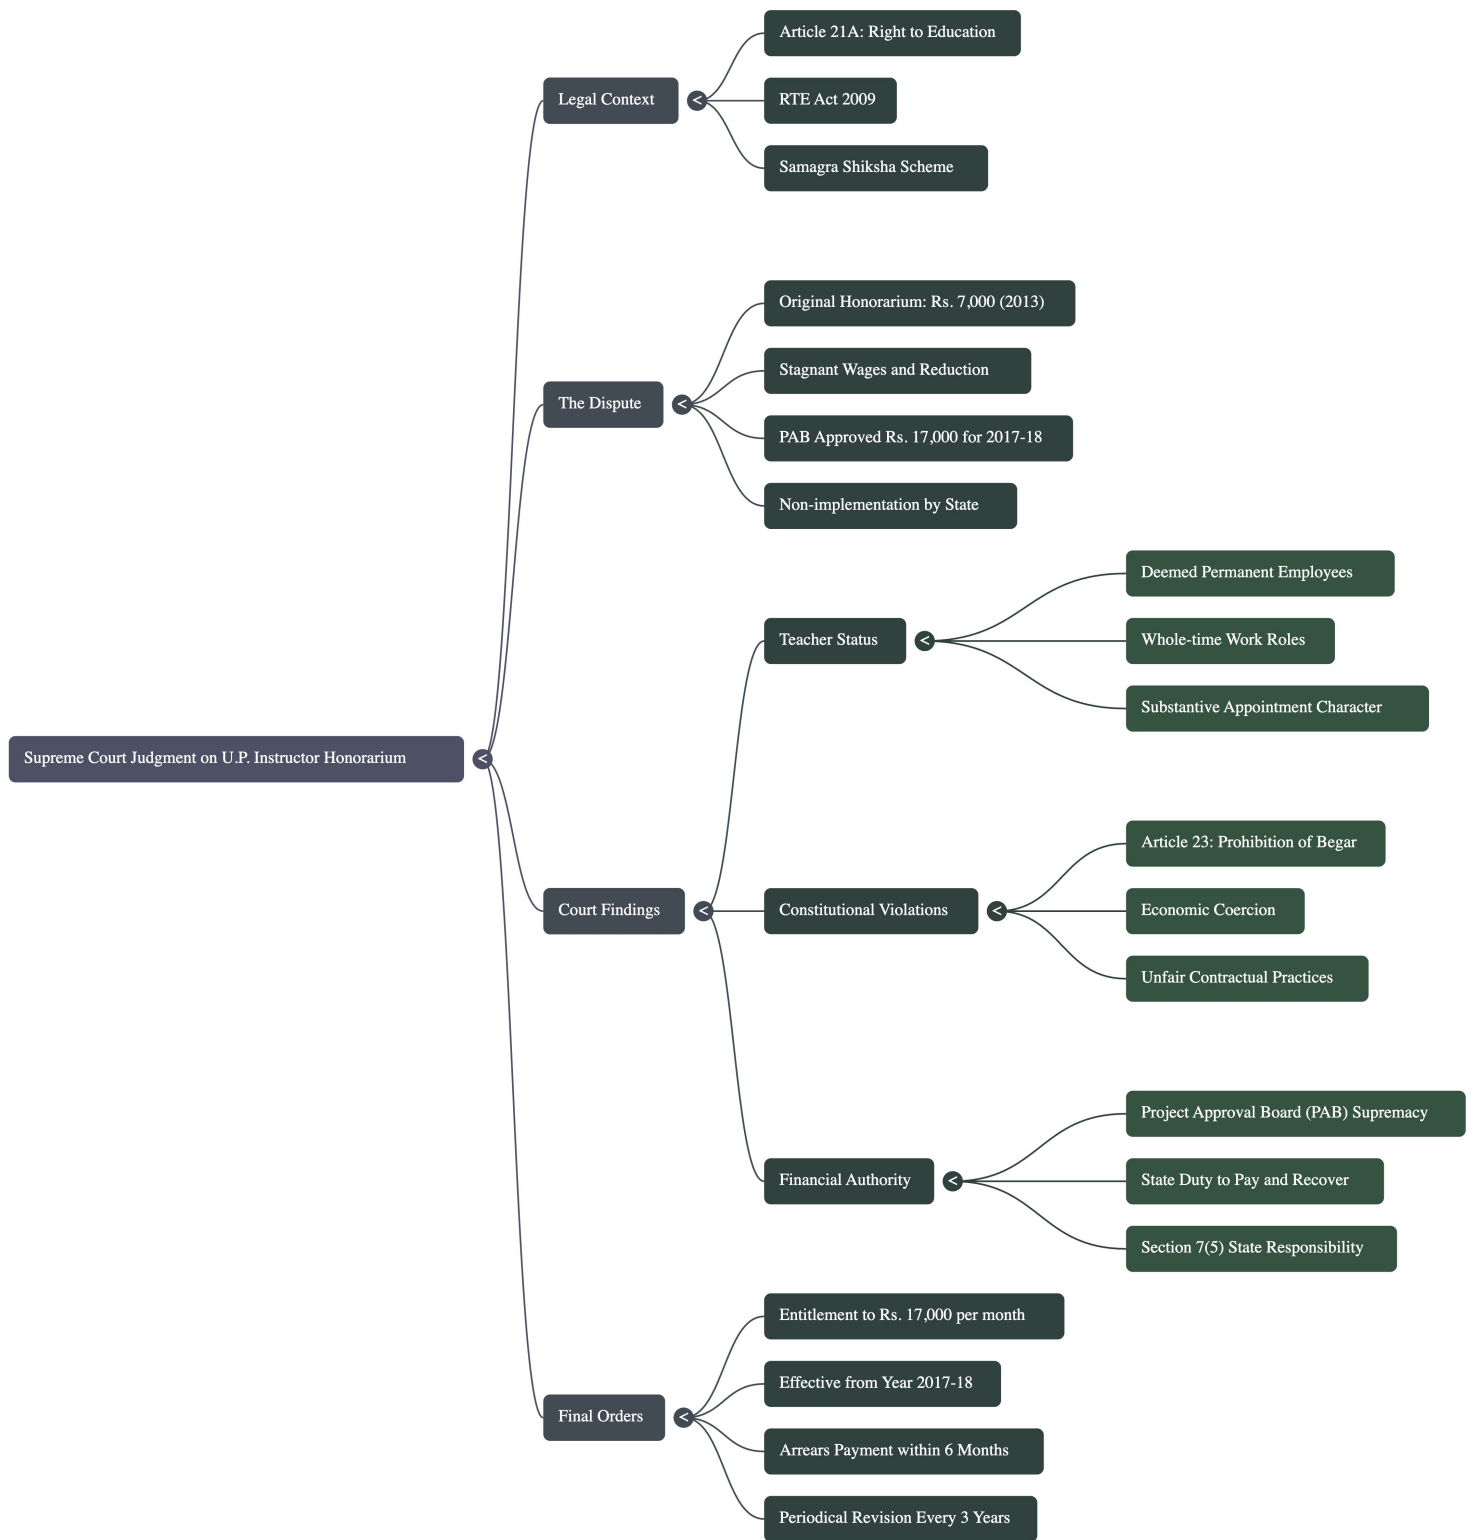 Supreme Court Judgment on U.P. Instructor Honorarium
Legal Context
Article 21A: Right to Education
RTE Act 2009
Samagra Shiksha Scheme
The Dispute
Original Honorarium: Rs. 7,000 (2013)
Stagnant Wages and Reduction
PAB Approved Rs. 17,000 for 2017-18
Non-implementation by State
Court Findings
Teacher Status
Deemed Permanent Employees
Whole-time Work Roles
Substantive Appointment Character
Constitutional Violations
Article 23: Prohibition of Begar
Economic Coercion
Unfair Contractual Practices
Financial Authority
Project Approval Board (PAB) Supremacy
State Duty to Pay and Recover
Section 7(5) State Responsibility
Final Orders
Entitlement to Rs. 17,000 per month
Effective from Year 2017-18
Arrears Payment within 6 Months
Periodical Revision Every 3 Years